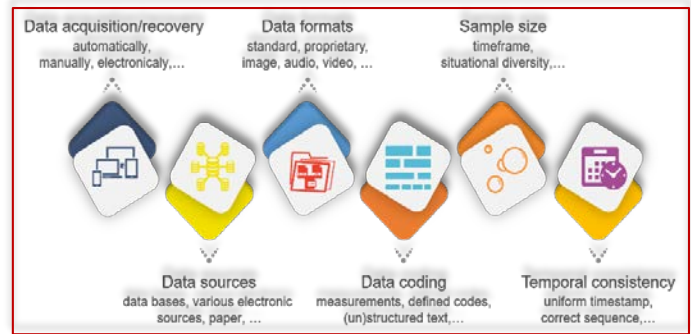 Data acquisition/recovery
automatically,
manually, electronicaly,...
Data formats
standard, proprietary,
image, audio, video, ...
Sample size
timeframe,
situational diversity,...
Data sources
data bases, various electronic
sources, paper, ...
Data coding
measurements, defined codes,
(un)structured text,...
Temporal consistency
uniform timestamp,
correct sequence,...